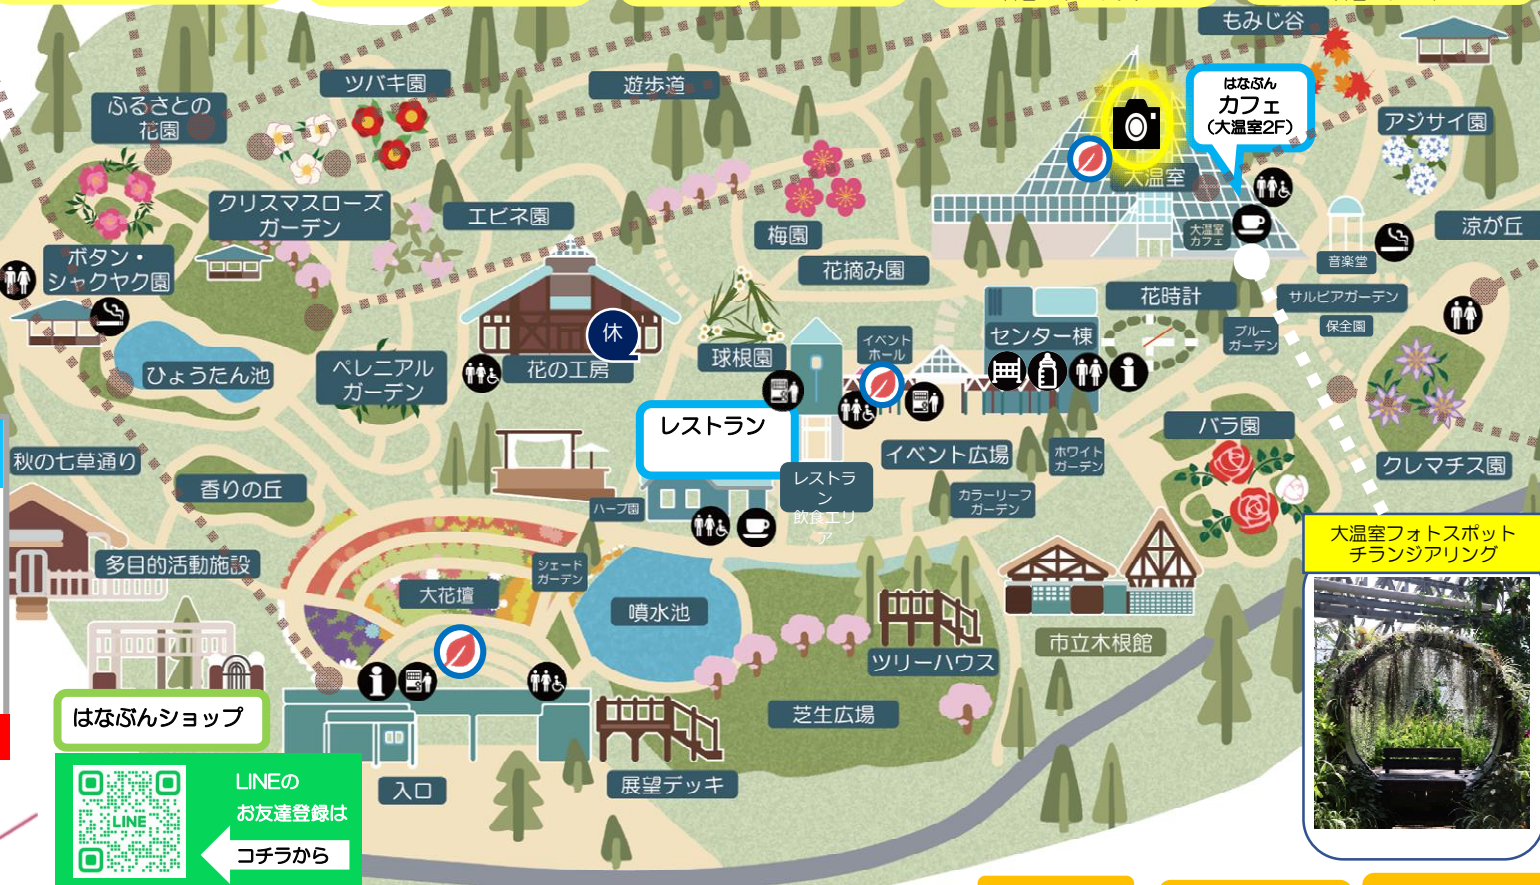 もみじ谷
ツバキ園
遊歩道
はなぶん
カフェ
(大温室2F)
ふるさとの
花園
アジサイ園
大温室
クリスマスローズ
ガーデン
エビネ園
梅園
大温室
カフェ
涼が丘
ボタン・
シャクヤク園
花摘み園
音楽堂
花時計
サルビアガーデン
保全園
休
センター棟
イベント
ホール
ブルー
ガーデン
球根園
ひょうたん池
ペレニアル
ガーデン
花の工房
レストラン
バラ園
秋の七草通り
イベント広場
ホワイト
ガーデン
クレマチス園
香りの丘
レストラ
ン
飲食エリ
ア
カラーリーフ
ガーデン
ハーブ園
大温室フォトスポット
チランジアリング
多目的活動施設
シェード
ガーデン
大花壇
噴水池
市立木根館
ツリーハウス
はなぶんショップ
芝生広場
LINEの
お友達登録は
コチラから
LINE
入口
展望デッキ